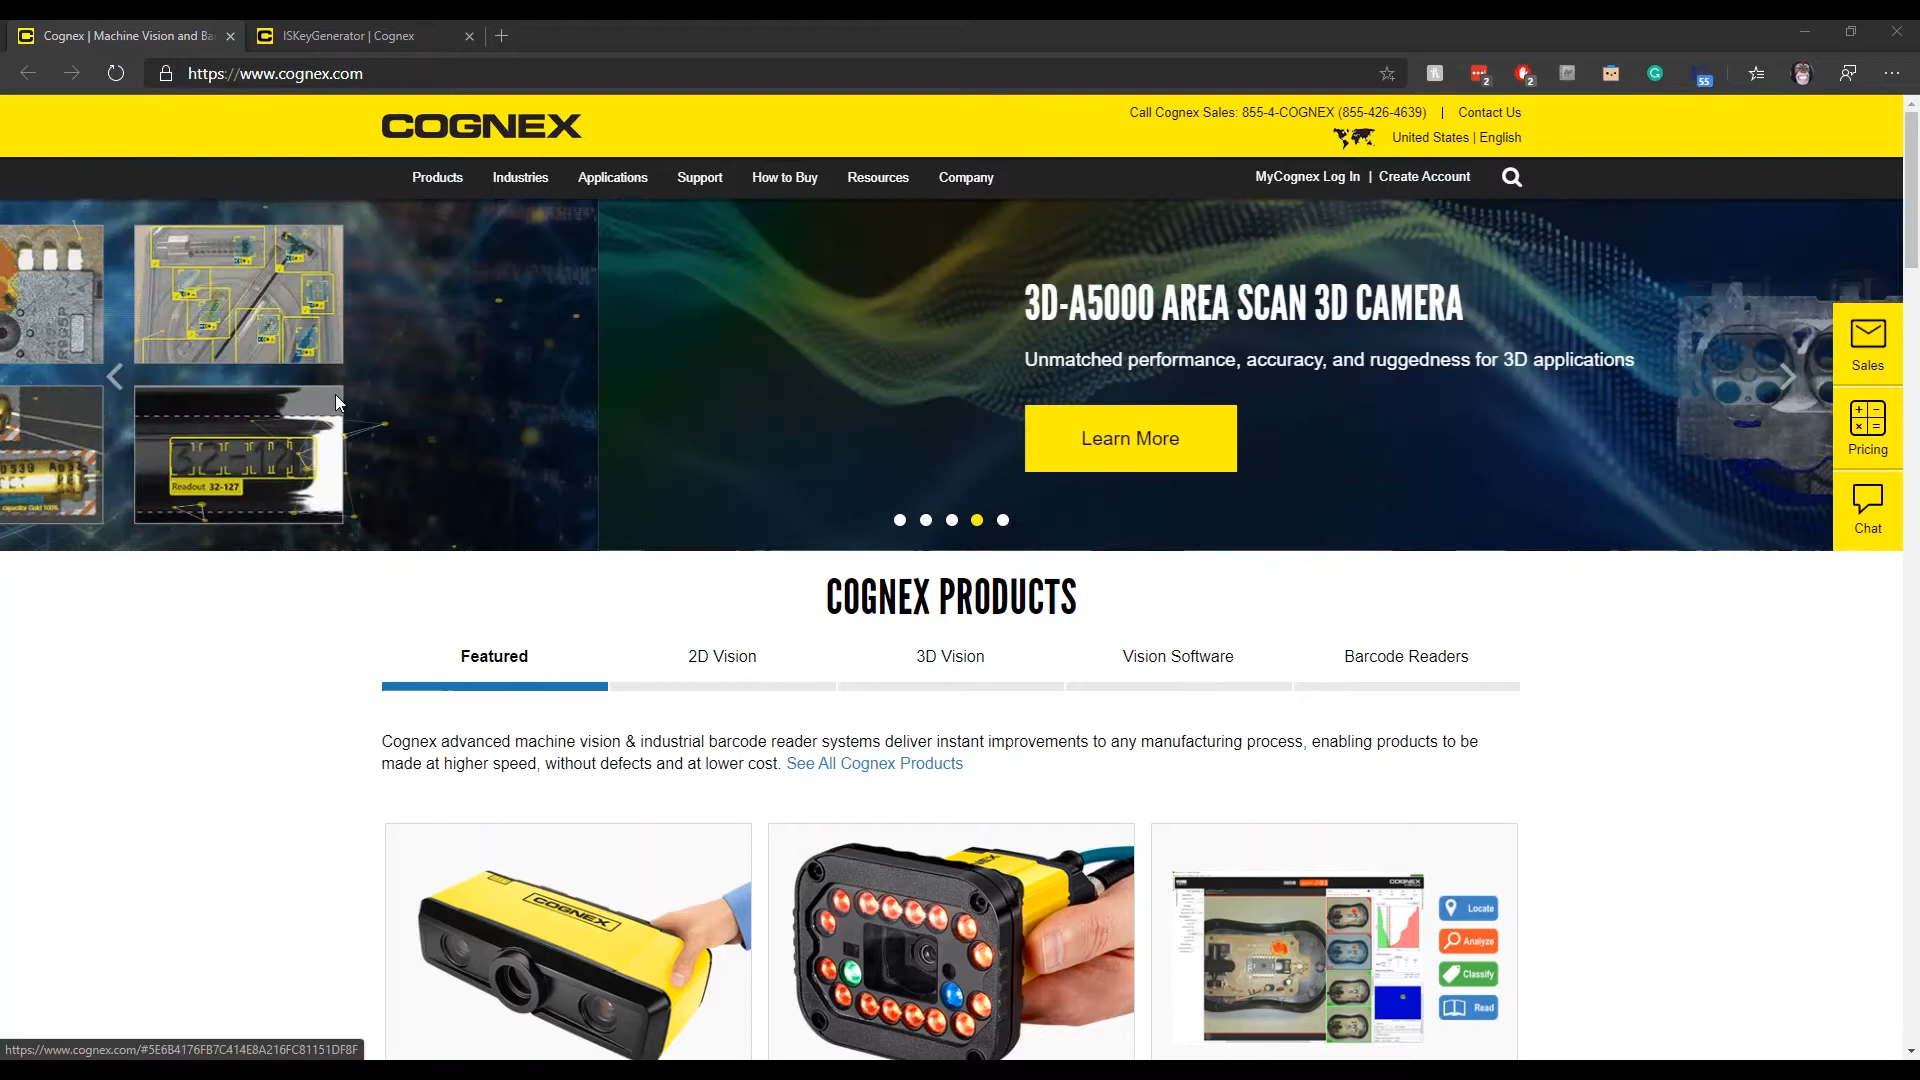 Cognex | Machine Vision and Ba
ISKeyGenerator | Cognex
https://www.cognex.com
2
2
55
COGNEX
Call Cognex Sales: 855-4-COGNEX (855-426-4639) | Contact Us
United States | English
Products Industries Applications Support How to Buy Resources Company
MyCognex Log In | Create Account
3D-A5000 AREA SCAN 3D CAMERA
Unmatched performance, accuracy, and ruggedness for 3D applications
Learn More
Readout 32-127
Sales
Pricing
Chat
COGNEX PRODUCTS
Featured 2D Vision 3D Vision Vision Software Barcode Readers
Cognex advanced machine vision & industrial barcode reader systems deliver instant improvements to any manufacturing process, enabling products to be
made at higher speed, without defects and at lower cost. See All Cognex Products
COGNEX
COGNEX
COGNEX
Locate
Analyze
Classify
Read
https://www.cognex.com/#5E6B4176FB7C414E8A216FC81151DF8F